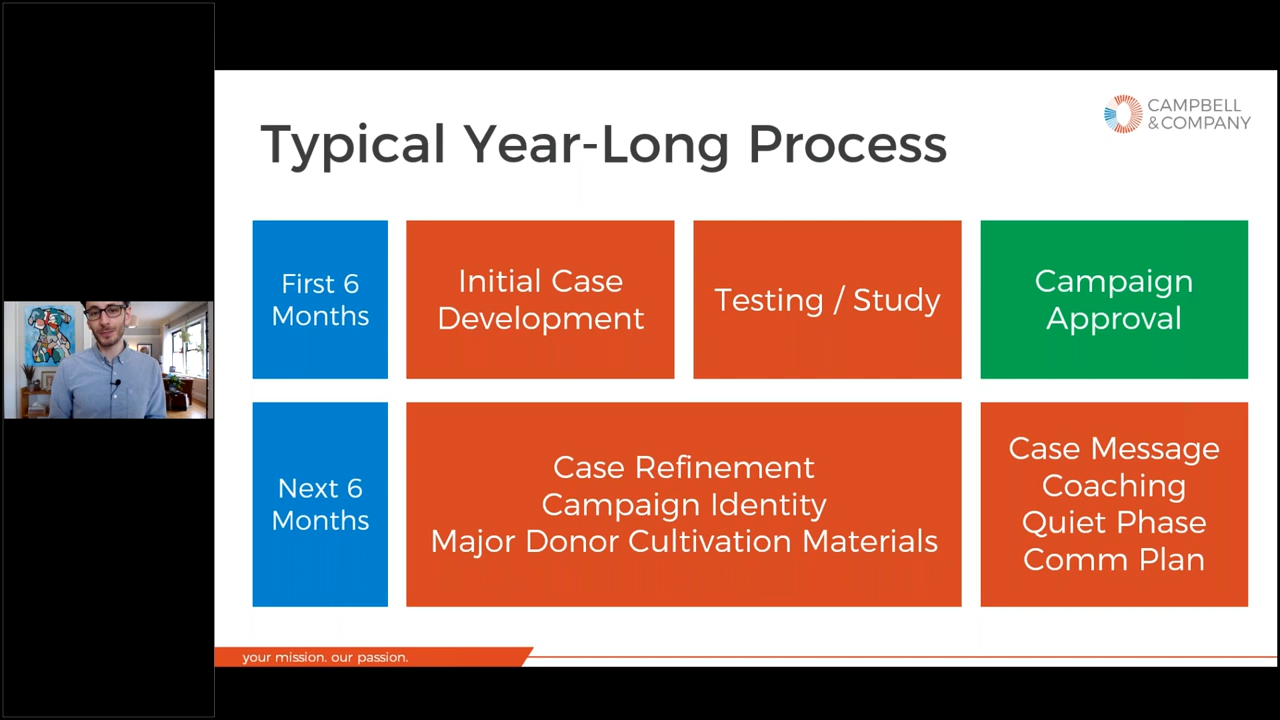 CAMPBELL
&COMPANY
Typical Year-Long Process
First 6
Months
Initial Case
Development
Testing / Study
Campaign
Approval
Next 6
Months
Case Refinement
Campaign Identity
Major Donor Cultivation Materials
Case Message
Coaching
Quiet Phase
Comm Plan
your mission. our passion.